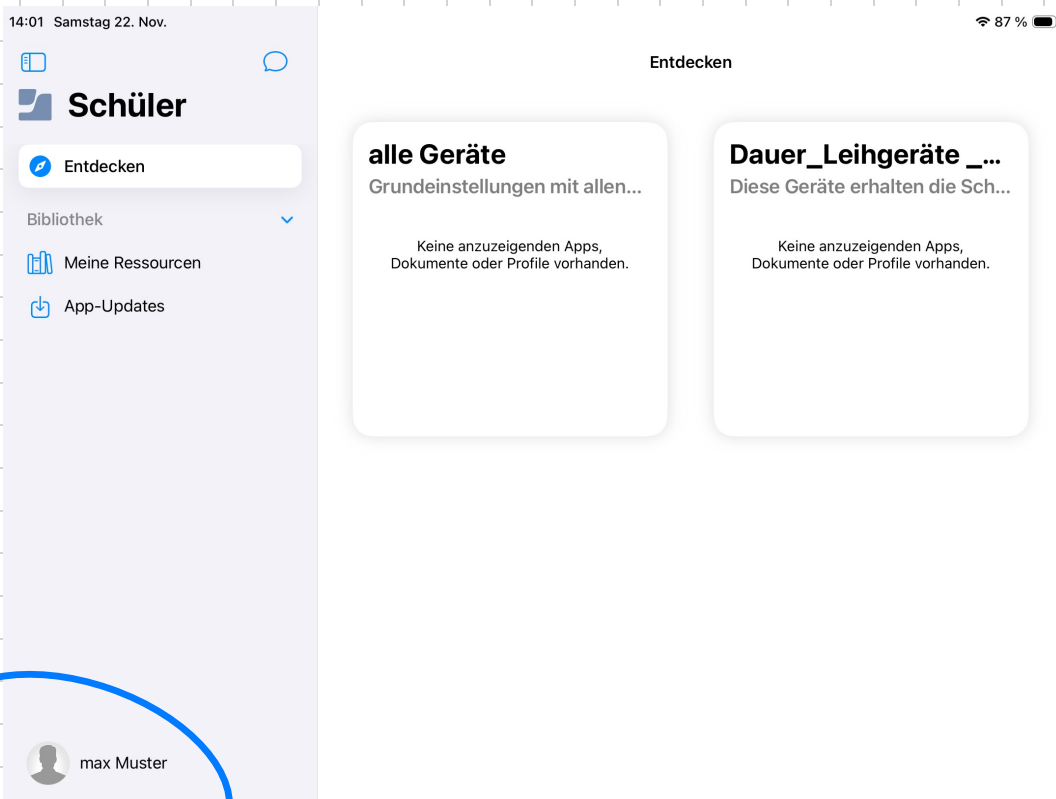 14:01 Samstag 22. Nov.
87 %
Entdecken
Schüler
Entdecken
Bibliothek
Meine Ressourcen
App-Updates
alle Geräte
Grundeinstellungen mit allen...
Keine anzuzeigenden Apps,
Dokumente oder Profile vorhanden.
Dauer_Leihgeräte _...
Diese Geräte erhalten die Sch...
Keine anzuzeigenden Apps,
Dokumente oder Profile vorhanden.
max Muster